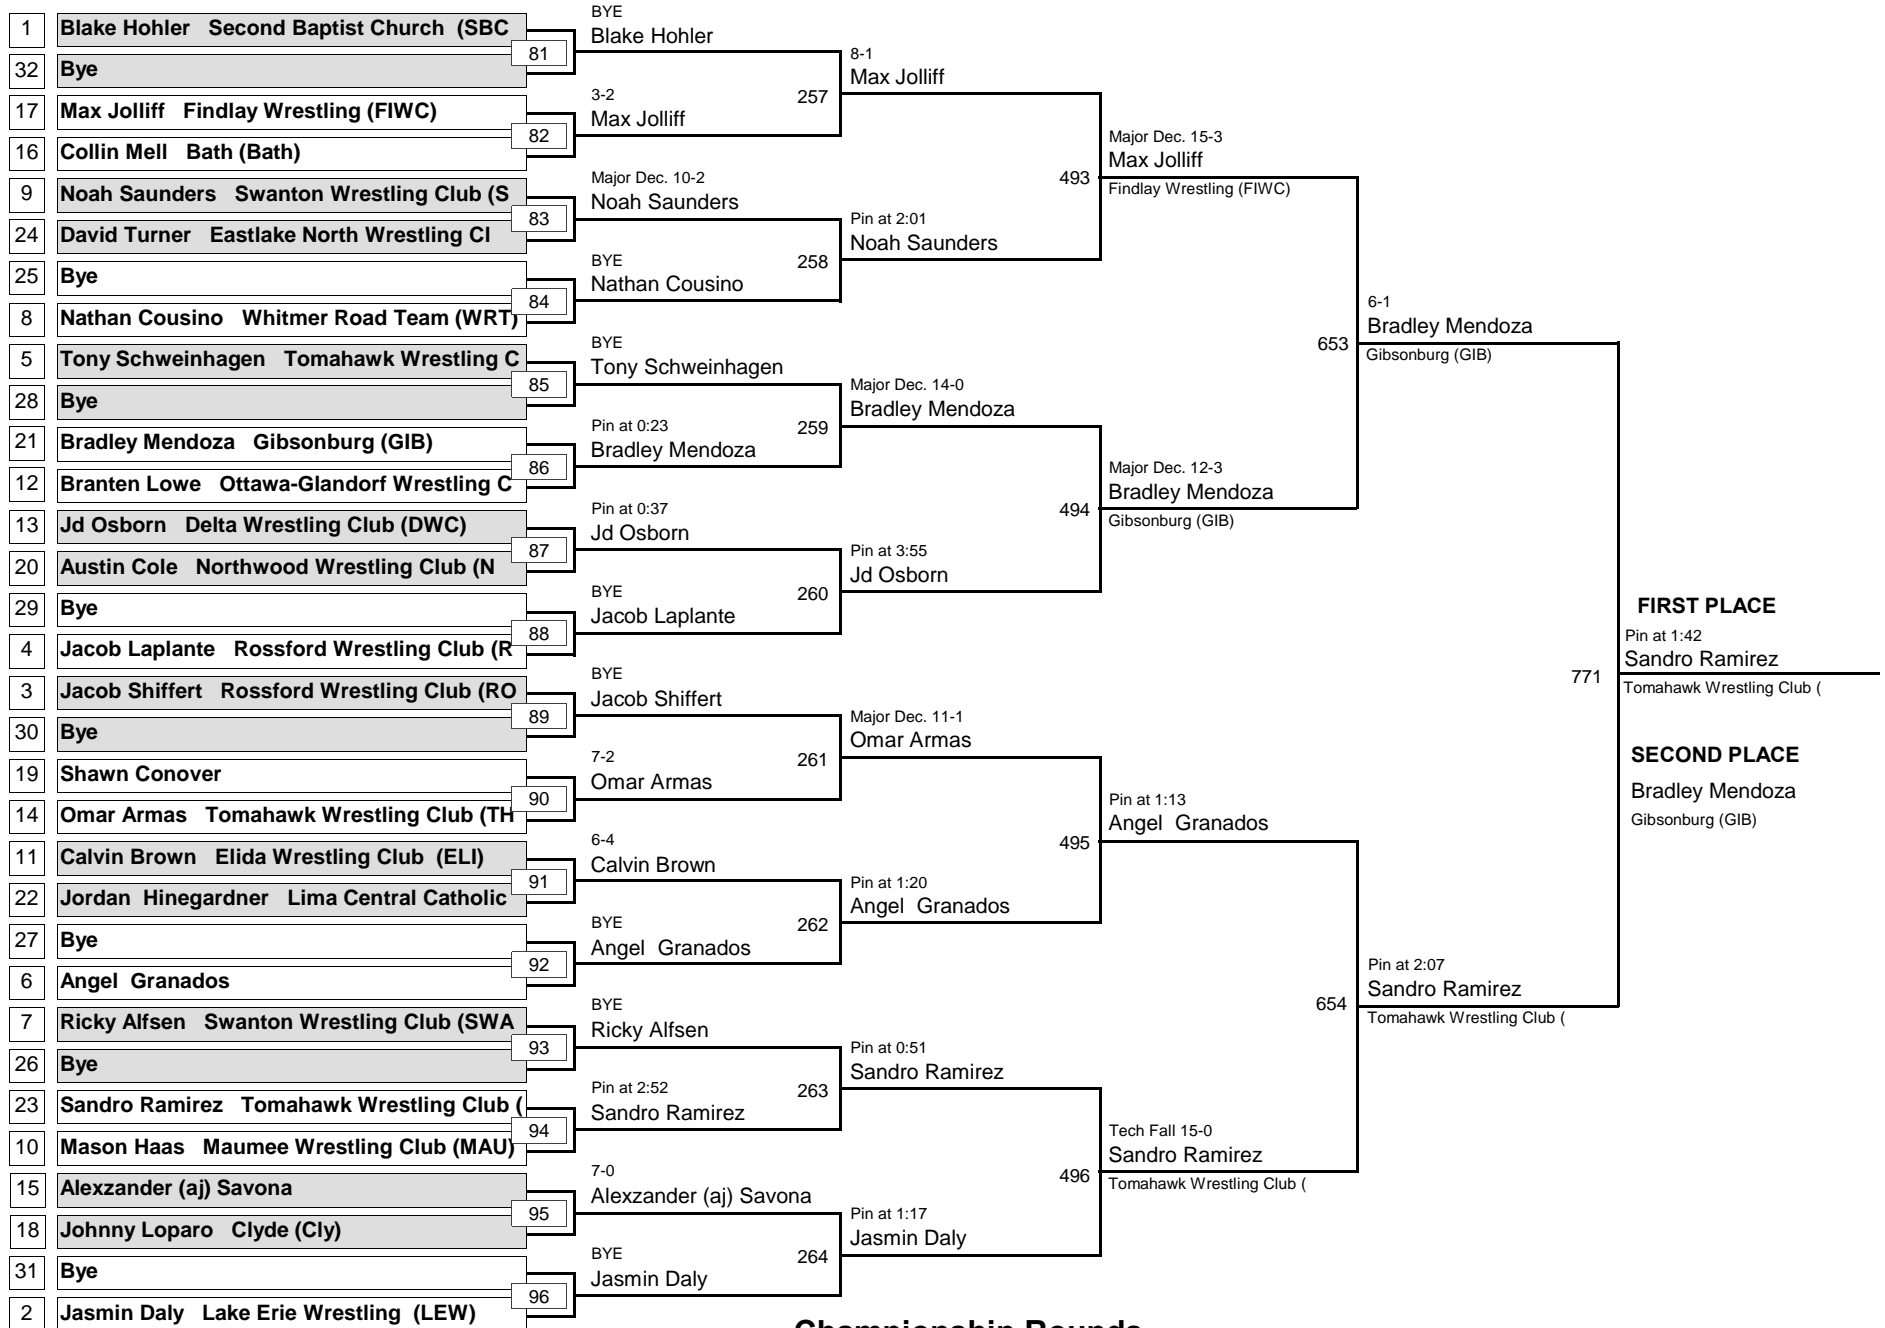 1 Blake Hohler Second Baptist Church (SBC
32 Bye
17 Max Jolliff Findlay Wrestling (FIWC)
16 Collin Mell Bath (Bath)
9 Noah Saunders Swanton Wrestling Club (S
24 David Turner Eastlake North Wrestling Cl
25 Bye
8 Nathan Cousino Whitmer Road Team (WRT)
5 Tony Schweinhagen Tomahawk Wrestling C
28 Bye
21 Bradley Mendoza Gibsonburg (GIB)
12 Branten Lowe Ottawa-Glandorf Wrestling C
13 Jd Osborn Delta Wrestling Club (DWC)
20 Austin Cole Northwood Wrestling Club (N
29 Bye
4 Jacob Laplante Rossford Wrestling Club (R
3 Jacob Shiffert Rossford Wrestling Club (RO
30 Bye
19 Shawn Conover
14 Omar Armas Tomahawk Wrestling Club (TH
11 Calvin Brown Elida Wrestling Club (ELI)
22 Jordan Hinegardner Lima Central Catholic
27 Bye
6 Angel Granados
7 Ricky Alfsen Swanton Wrestling Club (SWA
26 Bye
23 Sandro Ramirez Tomahawk Wrestling Club (
10 Mason Haas Maumee Wrestling Club (MAU)
15 Alexzander (aj) Savona
18 Johnny Loparo Clyde (Cly)
31 Bye
2 Jasmin Daly Lake Erie Wrestling (LEW)
81
82
83
84
85
86
87
88
89
90
91
92
93
94
95
96
BYE
Blake Hohler
3-2
Max Jolliff
Major Dec. 10-2
Noah Saunders
BYE
Nathan Cousino
BYE
Tony Schweinhagen
Pin at 0:23
Bradley Mendoza
Pin at 0:37
Jd Osborn
BYE
Jacob Laplante
BYE
Jacob Shiffert
7-2
Omar Armas
6-4
Calvin Brown
BYE
Angel Granados
BYE
Ricky Alfsen
Pin at 2:52
Sandro Ramirez
7-0
Alexzander (aj) Savona
BYE
Jasmin Daly
257
258
259
260
261
262
263
264
8-1
Max Jolliff
Pin at 2:01
Noah Saunders
Major Dec. 14-0
Bradley Mendoza
Pin at 3:55
Jd Osborn
Major Dec. 11-1
Omar Armas
Pin at 1:20
Angel Granados
Pin at 0:51
Sandro Ramirez
Pin at 1:17
Jasmin Daly
493
494
495
496
Major Dec. 15-3
Max Jolliff
Findlay Wrestling (FIWC)
Major Dec. 12-3
Bradley Mendoza
Gibsonburg (GIB)
Pin at 1:13
Angel Granados
Tech Fall 15-0
Sandro Ramirez
Tomahawk Wrestling Club (
653
654
6-1
Bradley Mendoza
Gibsonburg (GIB)
Pin at 2:07
Sandro Ramirez
Tomahawk Wrestling Club (
771
FIRST PLACE
Pin at 1:42
Sandro Ramirez
Tomahawk Wrestling Club (
SECOND PLACE
Bradley Mendoza
Gibsonburg (GIB)
Championship Rounds